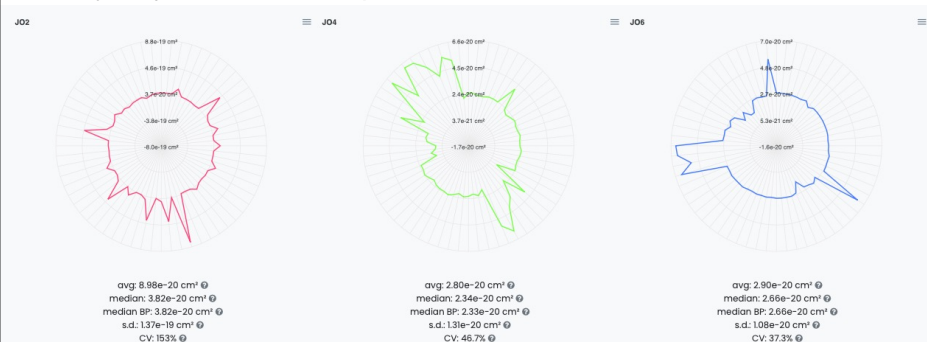 JO2
8.8e-19 cm²
4.6e-19 cm²
3.7e-20 cm²
-3.8e-19 cm²
-8.0e-19 cm²
avg: 8.98e-20 cm²
median: 3.82e-20 cm²
median BP: 3.82e-20 cm²
s.d.: 1.37e-19 cm²
CV: 153%
JO4
6.6e-20 cm²
4.5e-20 cm²
2.4e-20 cm²
3.7e-21 cm²
-1.7e-20 cm²
avg: 2.80e-20 cm²
median: 2.34e-20 cm²
median BP: 2.33e-20 cm²
s.d.: 1.31e-20 cm²
CV: 46.7%
JO6
7.0e-20 cm²
4.8e-20 cm²
2.7e-20 cm²
5.3e-21 cm²
-1.6e-20 cm²
avg: 2.90e-20 cm²
median: 2.66e-20 cm²
median BP: 2.66e-20 cm²
s.d.: 1.08e-20 cm²
CV: 37.3%